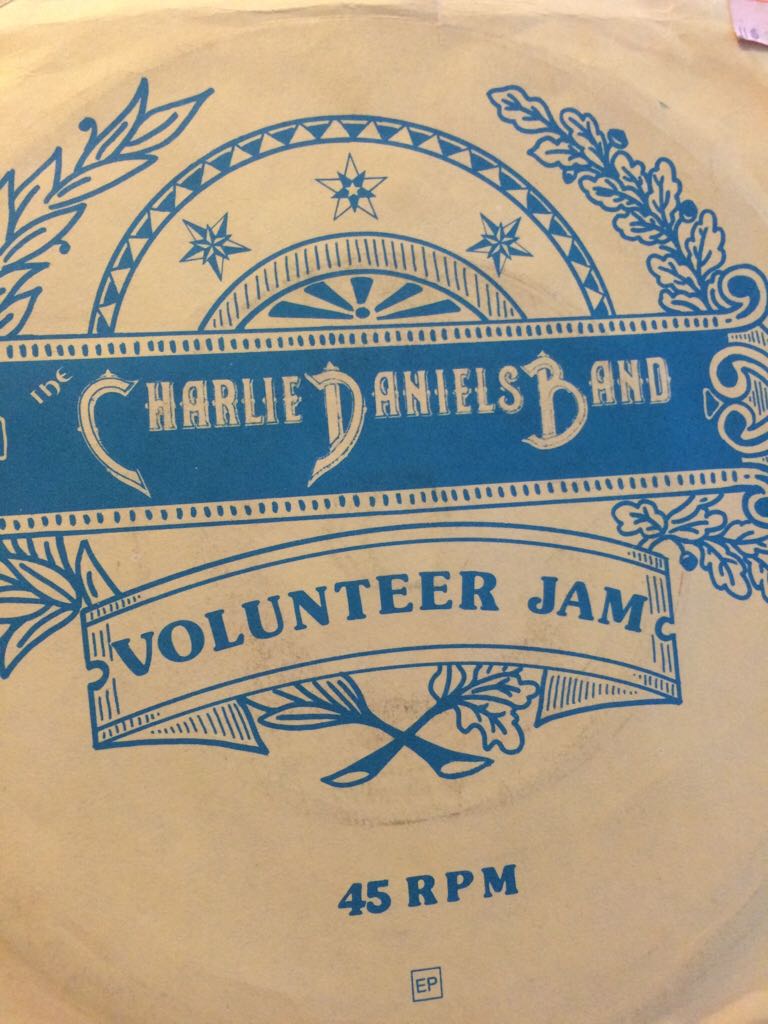 The Charlie Daniels Band
VOLUNTEER JAM
45 RPM
EP